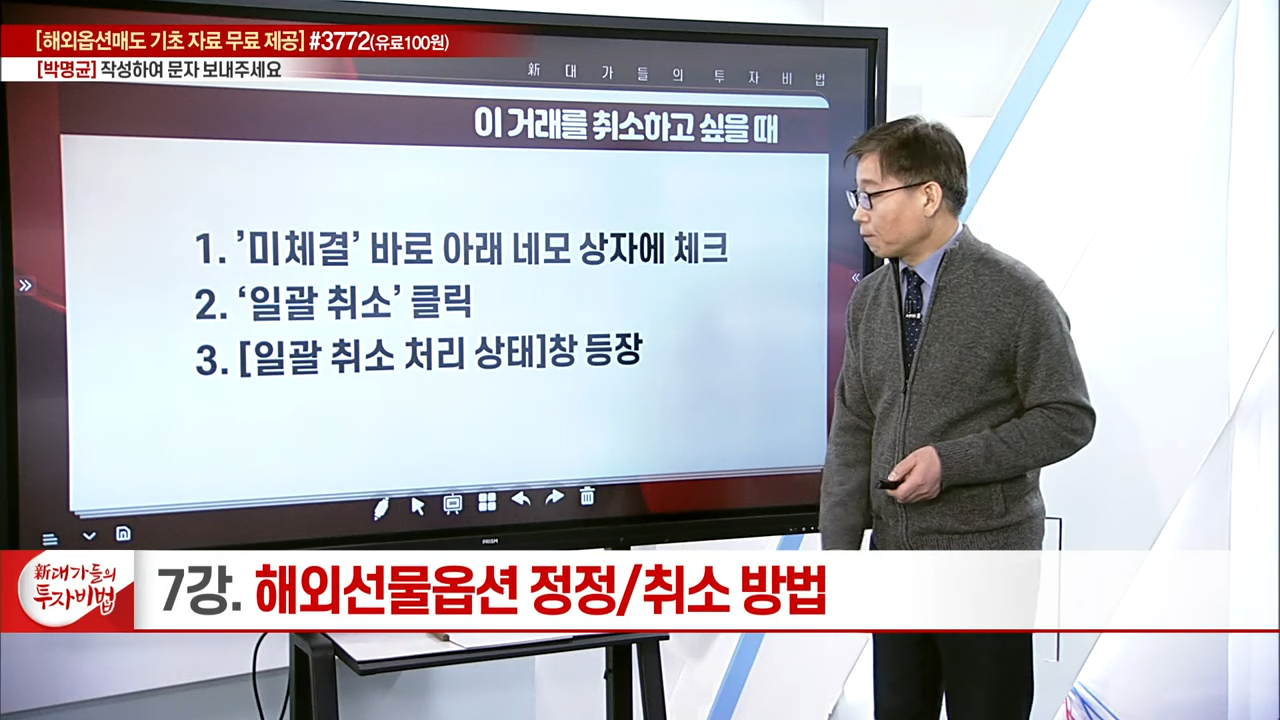 [해외옵션매도 기초 자료 무료 제공] #3772(유료100원)
[박명균] 작성하여 문자 보내주세요
新 대 가 들 의 투 자 비 법
이 거래를 취소하고 싶을 때
1. ’미체결’ 바로 아래 네모 상자에 체크
2. ‘일괄 취소’ 클릭
3. [일괄 취소 처리 상태]창 등장
PRISM
新대가들의
투자비법
7강. 해외선물옵션 정정/취소 방법